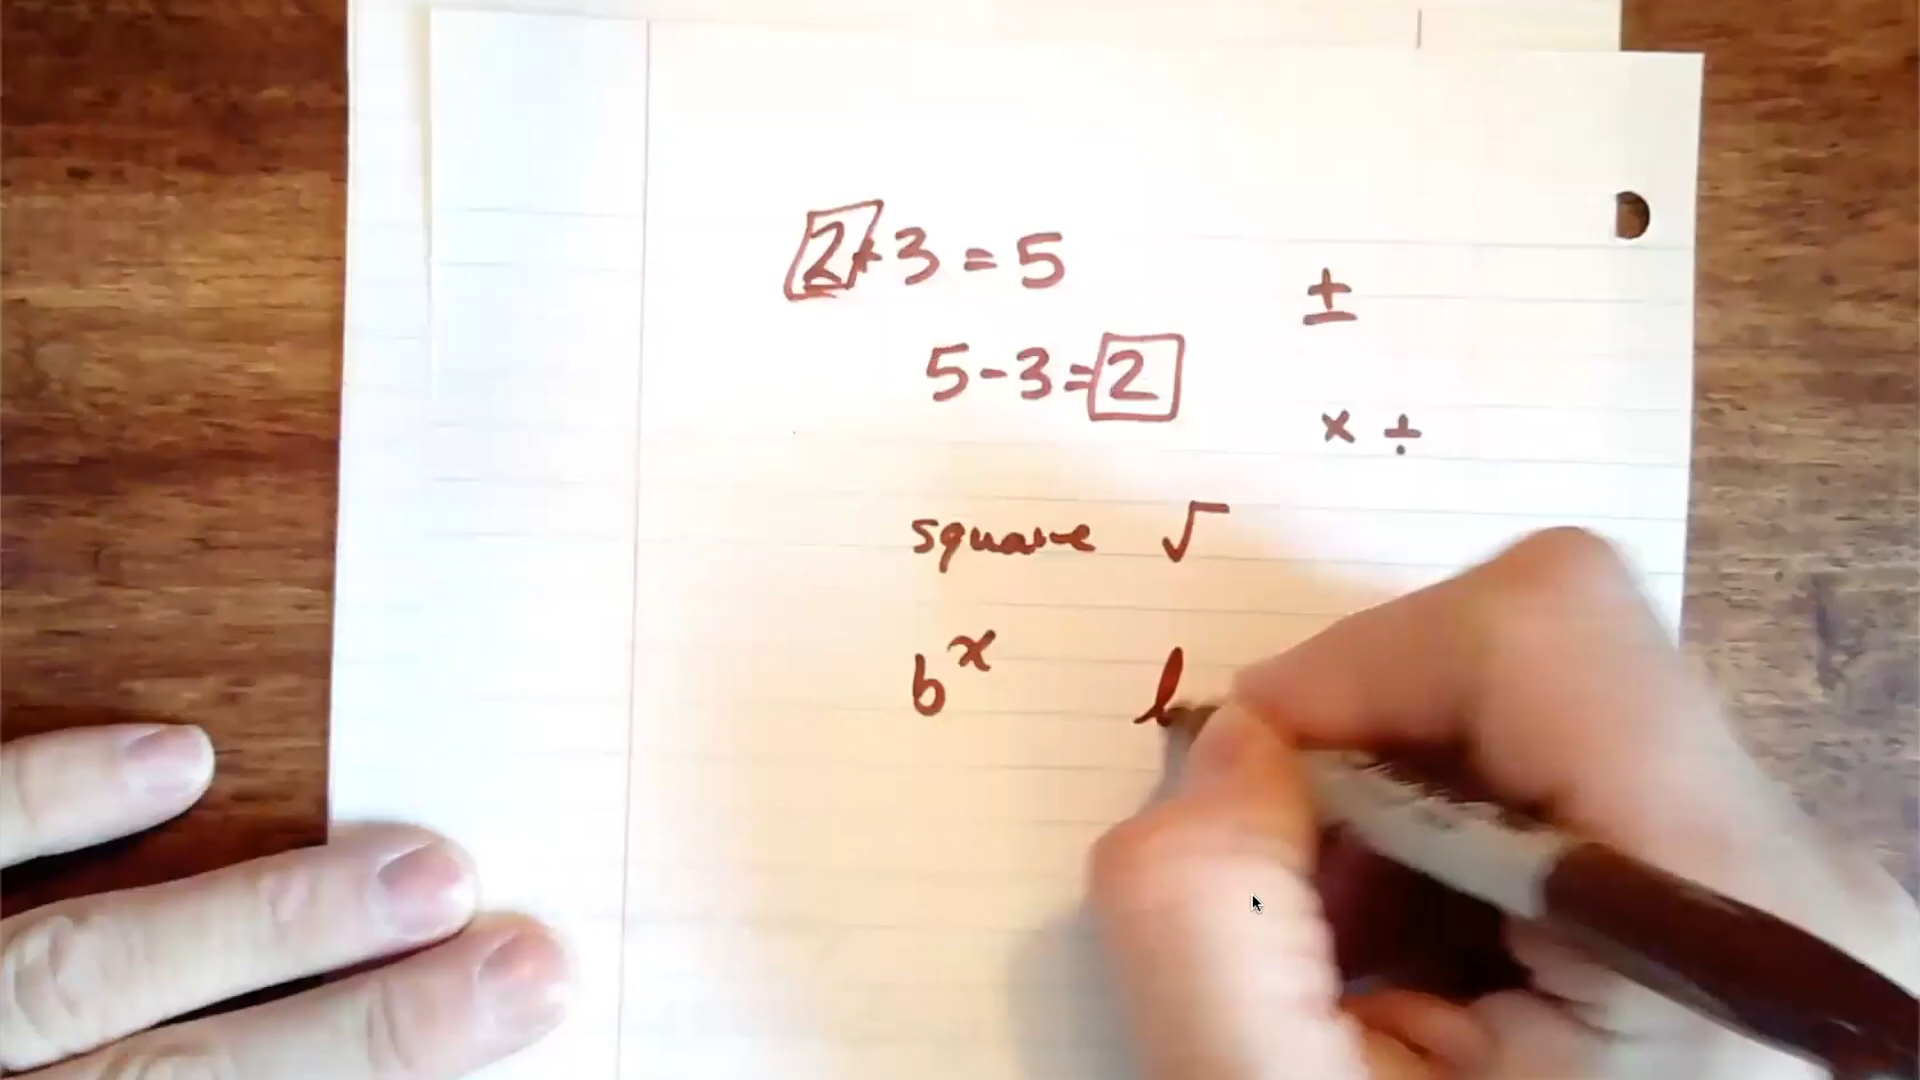 2+3=5
±
5-3=2
× ÷
square √
b^x l